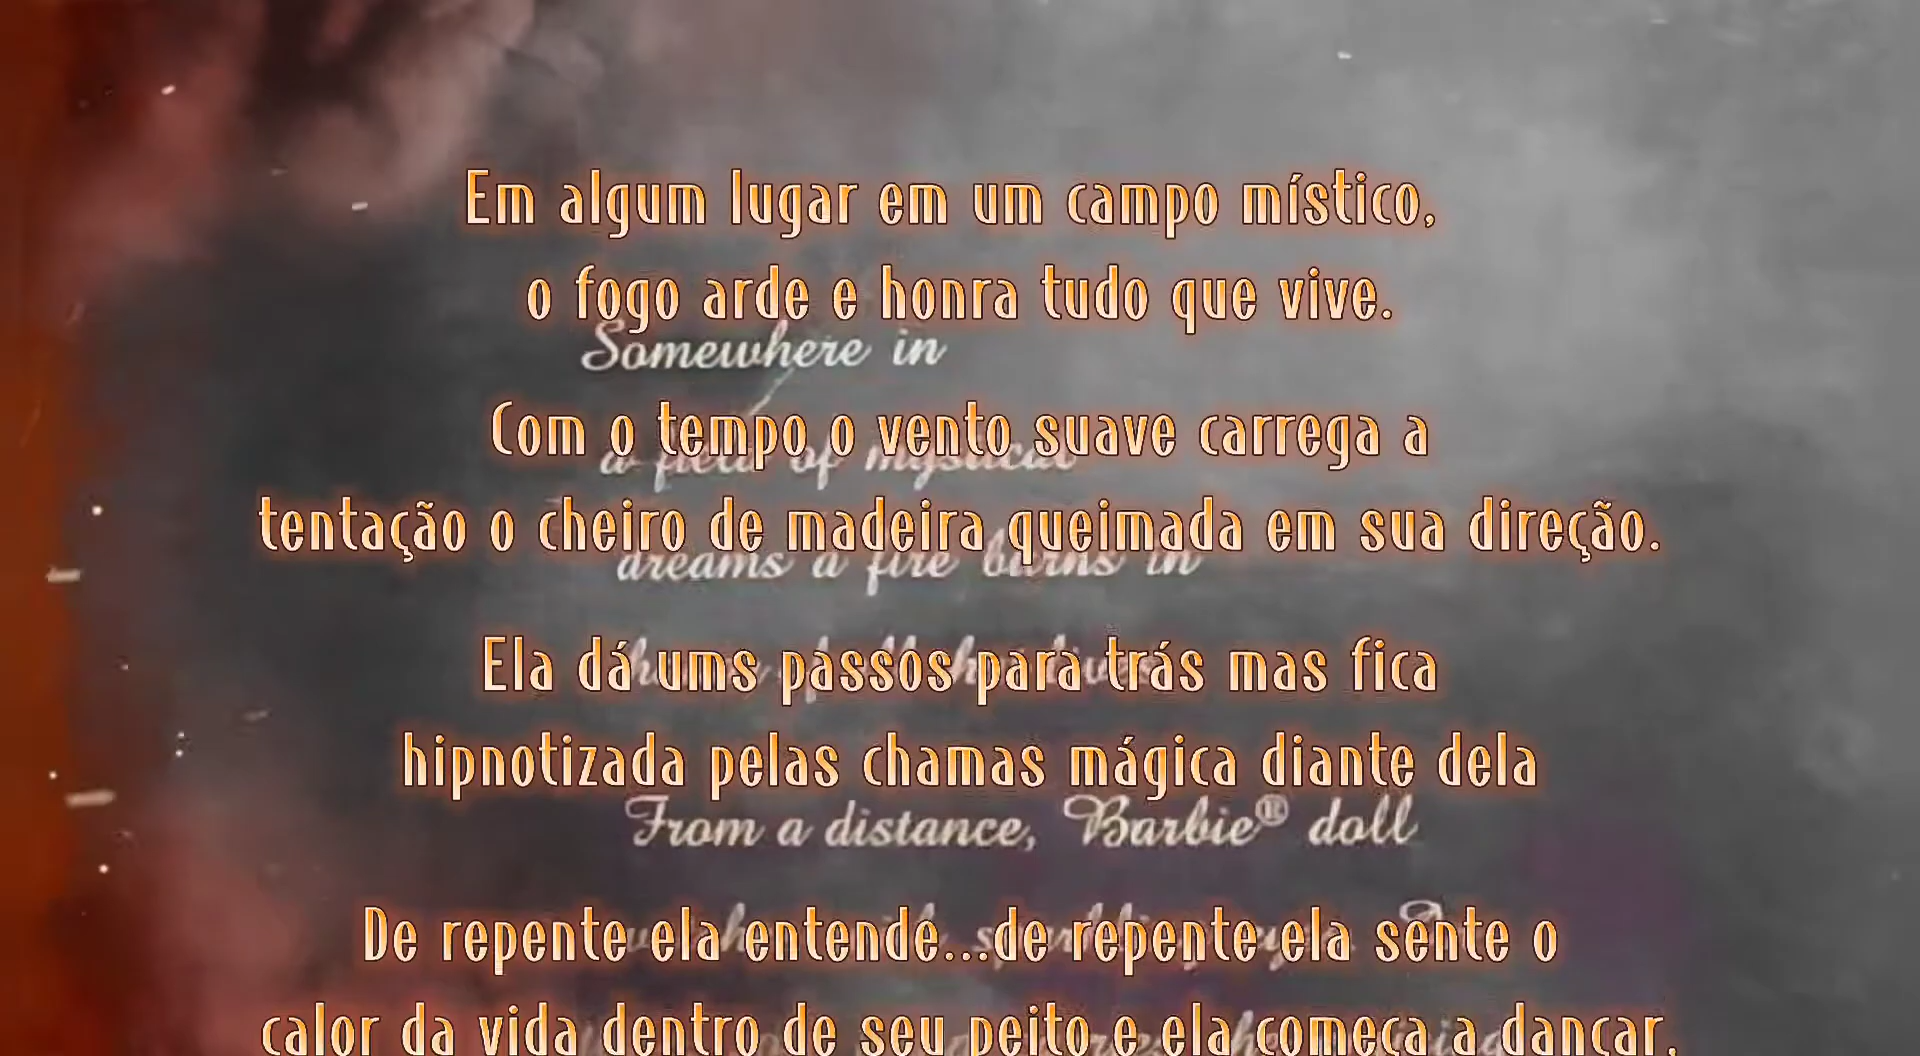 Em algum lugar em um campo místico,
o fogo arde e honra tudo que vive.
Somewhere in
Com o tempo o vento suave carrega a
a field of mystical
tentação o cheiro de madeira queimada em sua direção.
dreams a fire burns in
Ela dá ums passos para trás mas fica
hipnotizada pelas chamas mágica diante dela
From a distance, Barbie® doll
De repente ela entende...de repente ela sente o
calor da vida dentro de seu peito e ela começa a dançar.